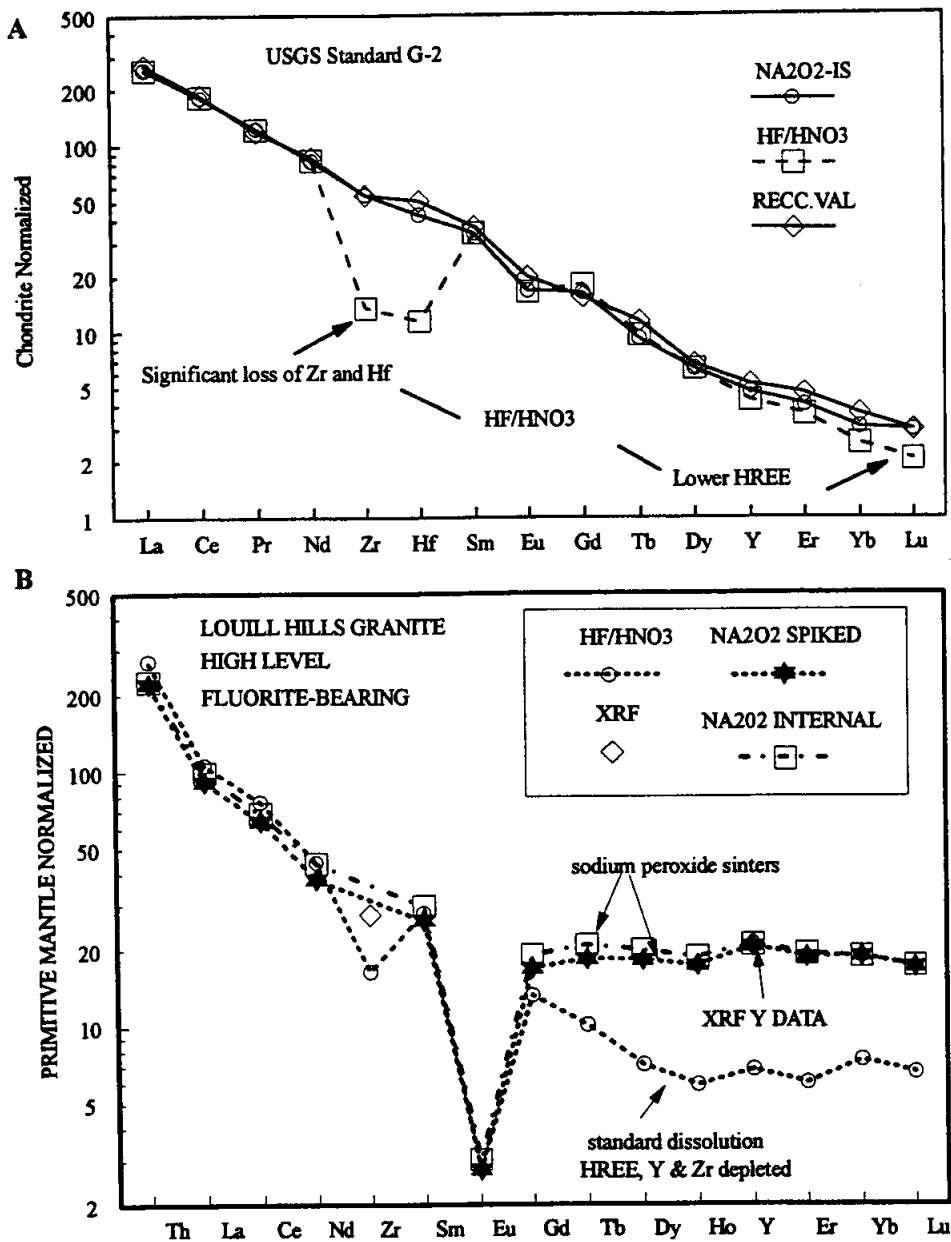 A
500
200
100
50
20
10
5
2
1
Chondrite Normalized
USGS Standard G-2
NA2O2-IS
HF/HNO3
RECC.VAL
Significant loss of Zr and Hf
HF/HNO3
Lower HREE
La Ce Pr Nd Zr Hf Sm Eu Gd Tb Dy Y Er Yb Lu
B
500
200
100
50
20
10
5
2
PRIMITIVE MANTLE NORMALIZED
LOUILL HILLS GRANITE
HIGH LEVEL
FLUORITE-BEARING
HF/HNO3 NA2O2 SPIKED
XRF NA202 INTERNAL
sodium peroxide sinters
XRF Y DATA
standard dissolution
HREE, Y & Zr depleted
Th La Ce Nd Zr Sm Eu Gd Tb Dy Ho Y Er Yb Lu